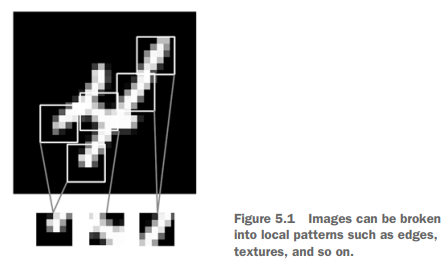 Figure 5.1 Images can be broken
into local patterns such as edges,
textures, and so on.